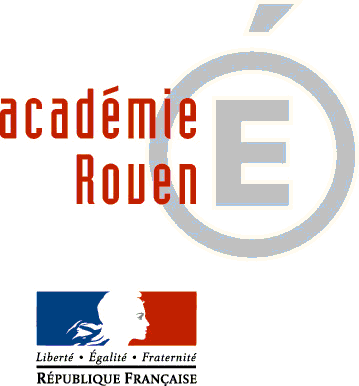 académie
Rouen
É
Liberté • Égalité • Fraternité
RÉPUBLIQUE FRANÇAISE